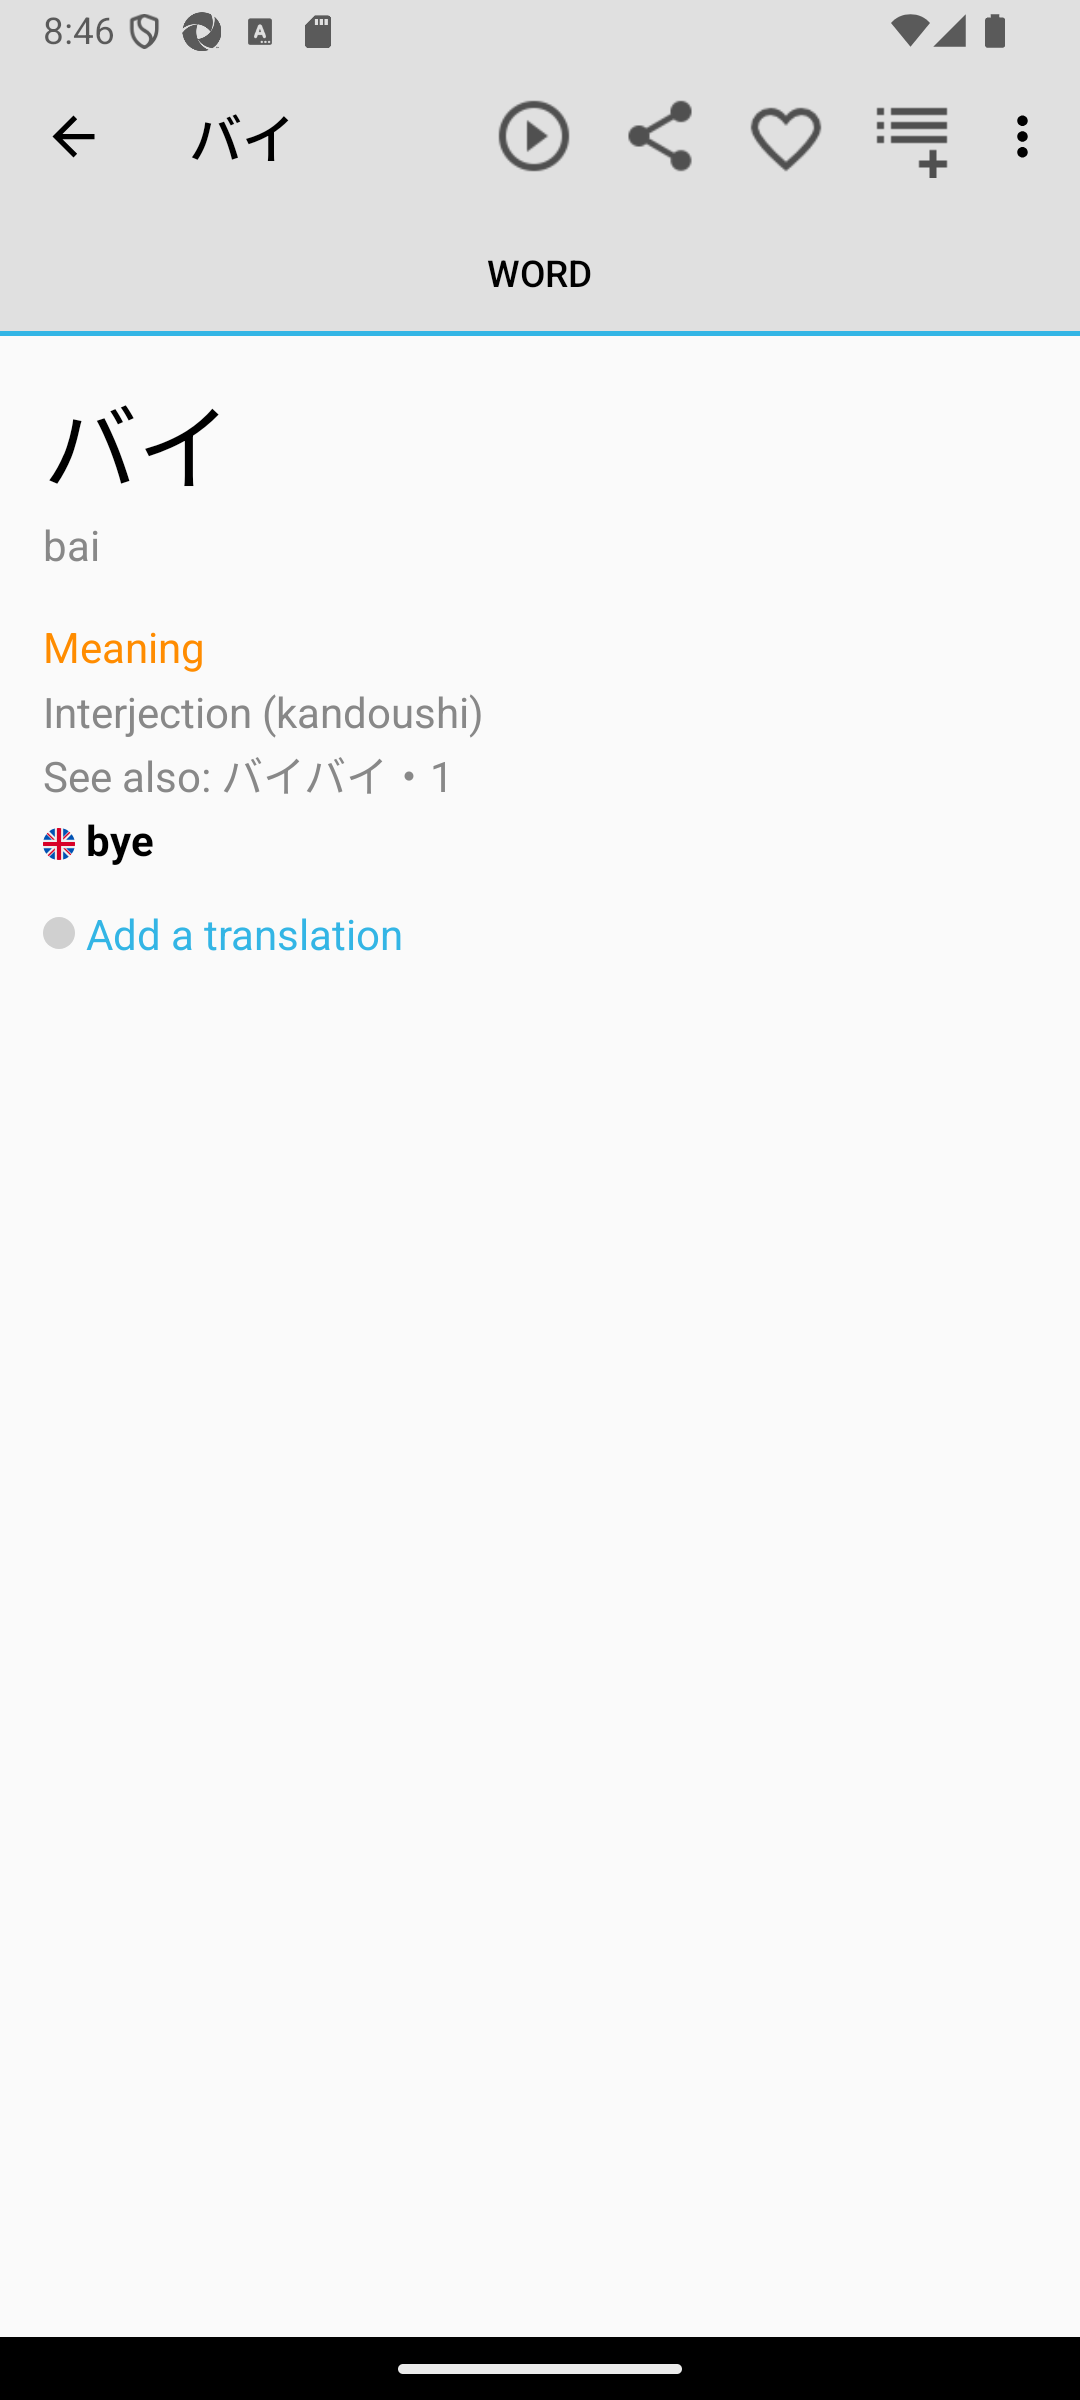 8:46
バイ
WORD
バイ
bai
Meaning
Interjection (kandoushi)
See also: バイバイ・1
bye
Add a translation